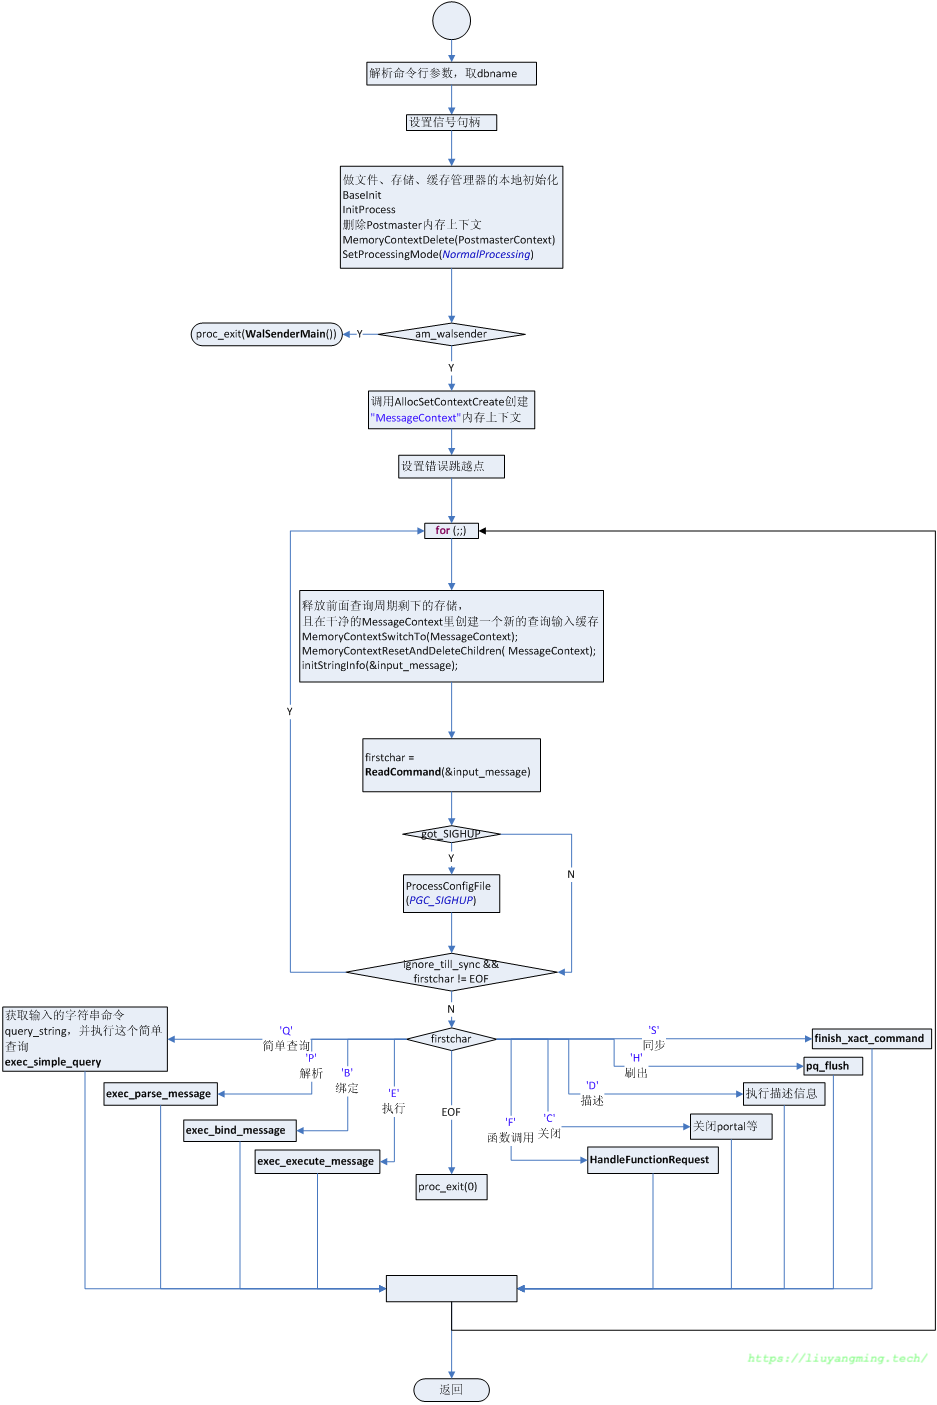 解析命令行参数，取dbname
设置信号句柄
做文件、存储、缓存管理器的本地初始化
BaseInit
InitProcess
删除Postmaster内存上下文
MemoryContextDelete(PostmasterContext)
SetProcessingMode(NormalProcessing)
proc_exit(WalSenderMain())
Y
am_walsender
Y
调用AllocSetContextCreate创建
"MessageContext"内存上下文
设置错误跳越点
for (;;)
释放前面查询周期剩下的存储，
且在干净的MessageContext里创建一个新的查询输入缓存
MemoryContextSwitchTo(MessageContext);
MemoryContextResetAndDeleteChildren( MessageContext);
initStringInfo(&input_message);
Y
firstchar =
ReadCommand(&input_message)
got_SIGHUP
Y
N
ProcessConfigFile
(PGC_SIGHUP)
ignore_till_sync &&
firstchar != EOF
N
获取输入的字符串命令
query_string，并执行这个简单
查询
exec_simple_query
'Q'
简单查询
firstchar
'S'
同步
finish_xact_command
'P'
解析
exec_parse_message
'H'
刷出
pq_flush
'B'
绑定
exec_bind_message
'D'
描述
执行描述信息
'E'
执行
exec_execute_message
EOF
'C'
关闭
关闭portal等
'F'
函数调用
HandleFunctionRequest
proc_exit(0)
https://liuyangming.tech/
返回